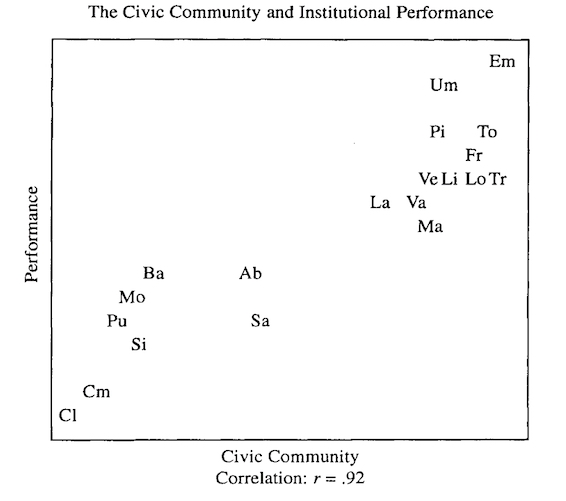 The Civic Community and Institutional Performance
Em
Um
Pi To
Fr
Ve Li Lo Tr
La Va
Ma
Performance
Ba Ab
Mo
Pu Sa
Si
Cm
Cl
Civic Community
Correlation: r = .92